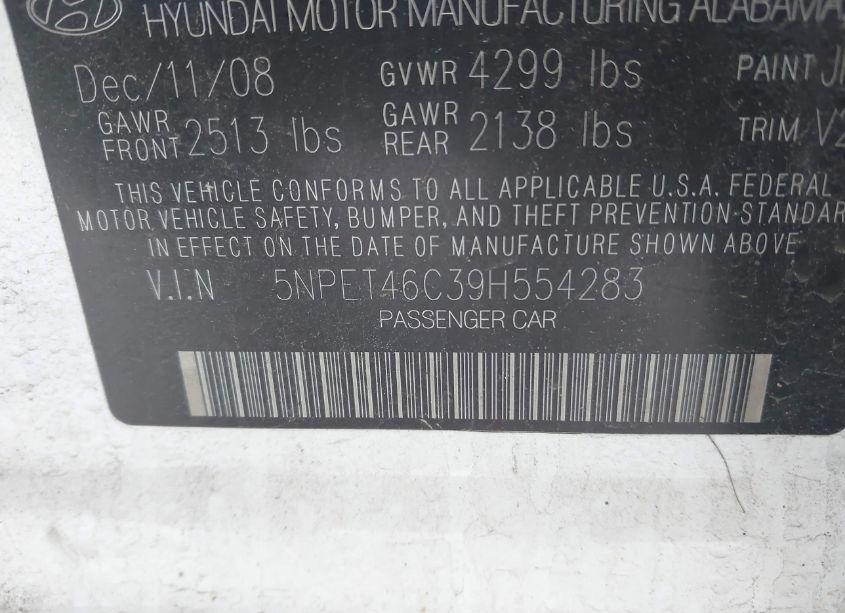 HYUNDAI MOTOR MANUFACTURING ALABAMA
Dec/11/08 GVWR 4299 lbs PAINT
GAWR FRONT 2513 lbs GAWR REAR 2138 lbs TRIM
THIS VEHICLE CONFORMS TO ALL APPLICABLE U.S.A. FEDERAL
MOTOR VEHICLE SAFETY, BUMPER, AND THEFT PREVENTION STANDAR
IN EFFECT ON THE DATE OF MANUFACTURE SHOWN ABOVE
V.I.N 5NPET46C39H554283
PASSENGER CAR